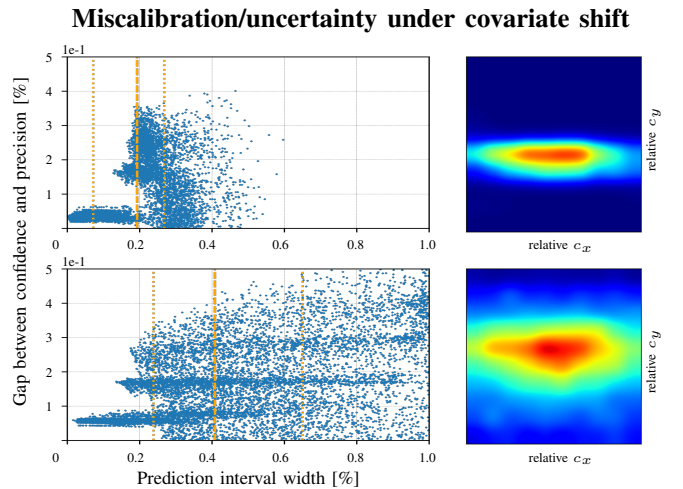 Miscalibration/uncertainty under covariate shift
Gap between confidence and precision [%]
1e-1
5
4
3
2
1
0
0.2
0.4
0.6
0.8
1.0
relative c_x
relative c_y
1e-1
5
4
3
2
1
0
0.2
0.4
0.6
0.8
1.0
Prediction interval width [%]
relative c_x
relative c_y